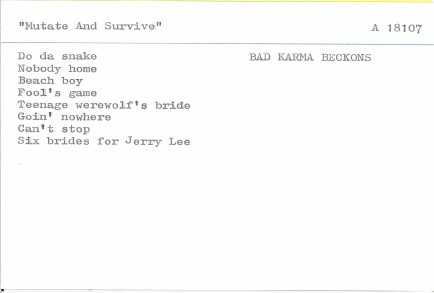 "Mutate And Survive"
A 18107
Do da snake
BAD KARMA BECKONS
Nobody home
Beach boy
Fool's game
Teenage werewolf's bride
Goin' nowhere
Can't stop
Six brides for Jerry Lee